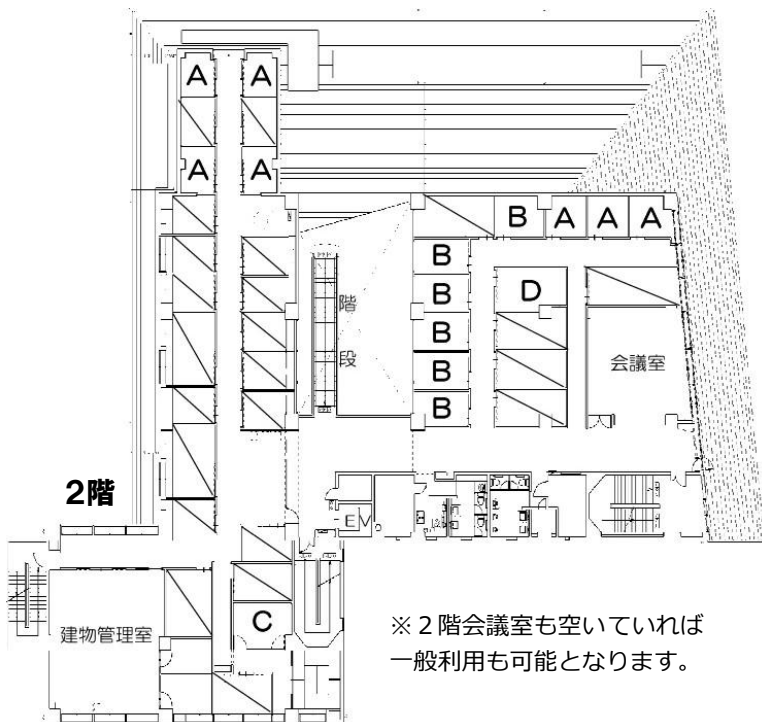 A A
A A
B A A A
B
B D
階
B
段 会議室
B
B
2階
EV
C
建物管理室
※２階会議室も空いていれば
一般利用も可能となります。